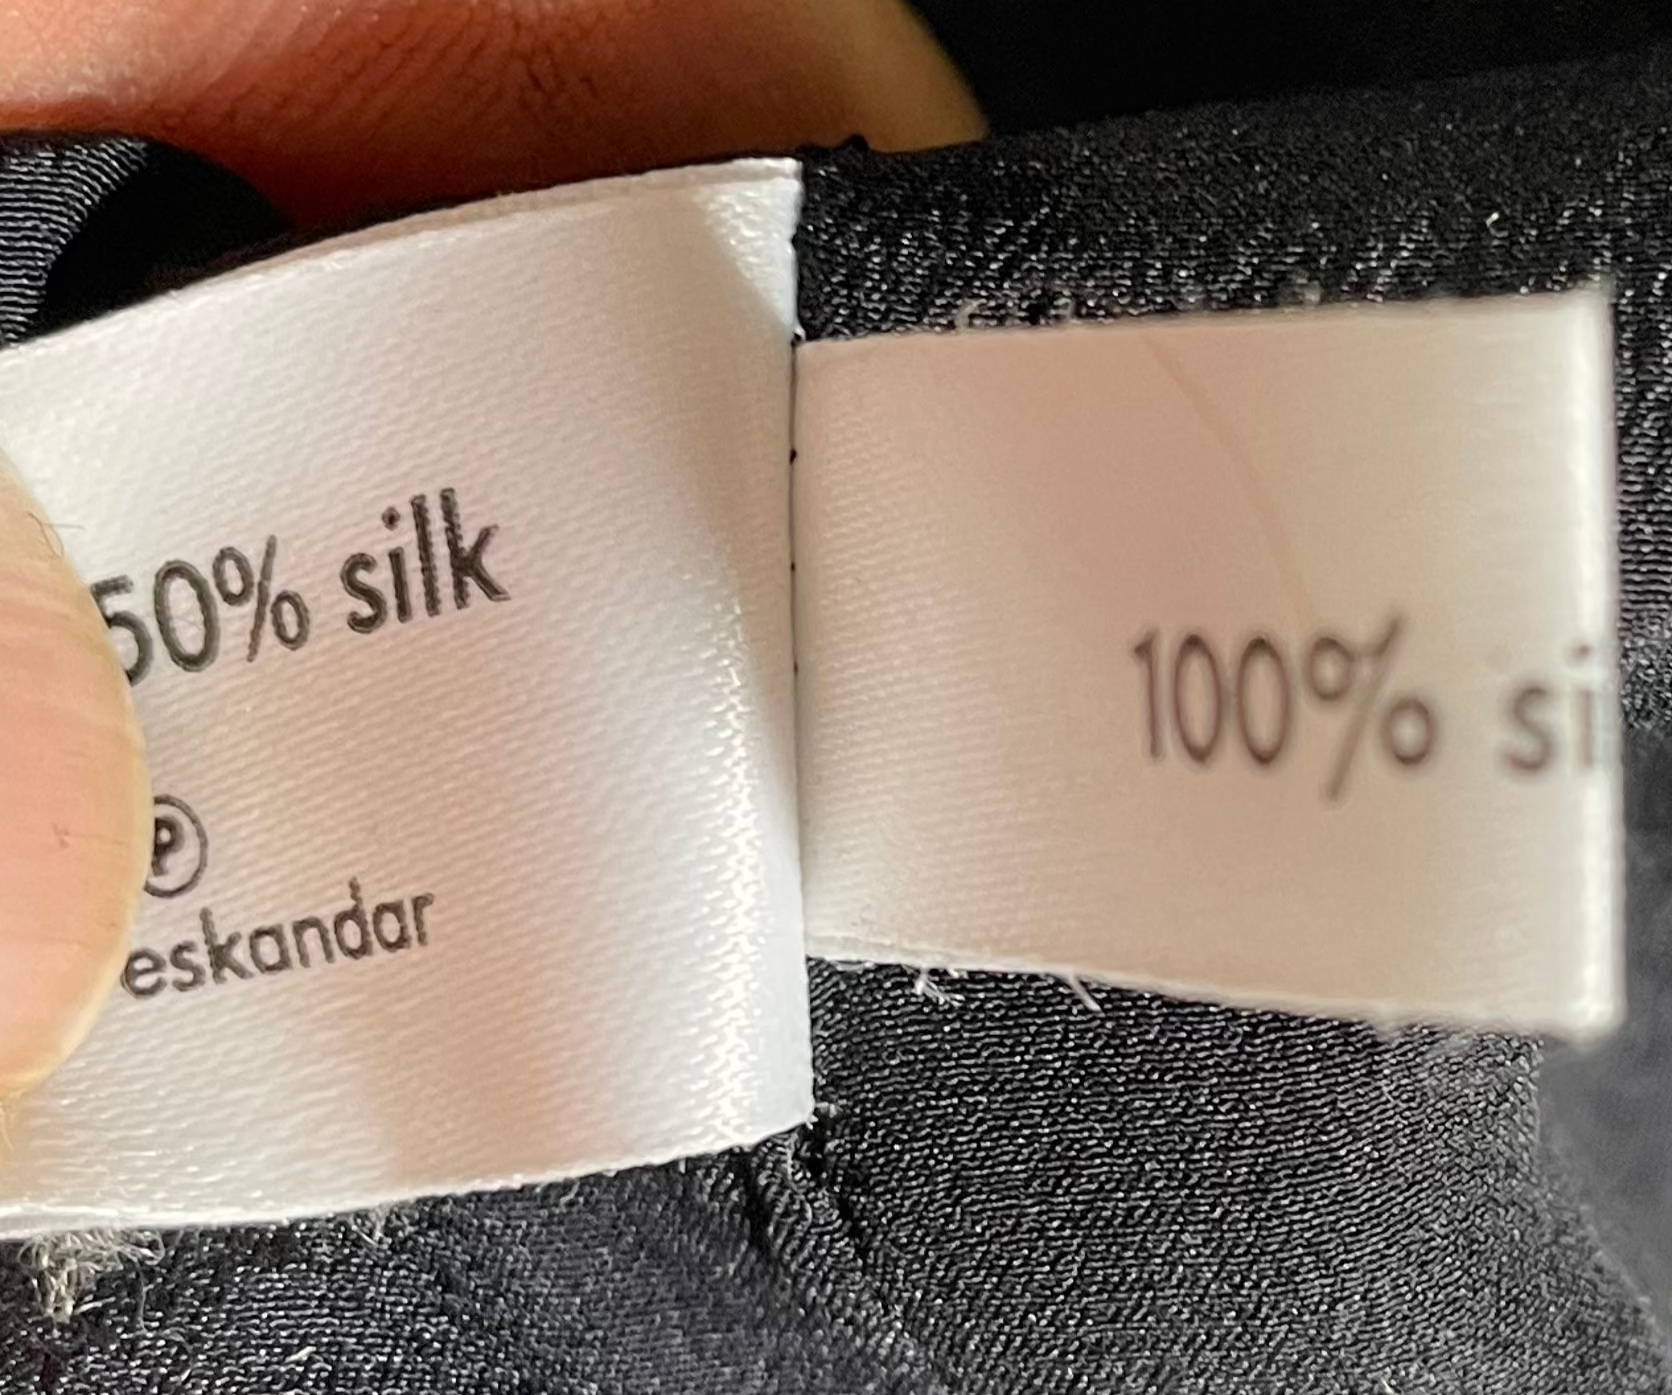 50% silk
P
eskandar
100% si